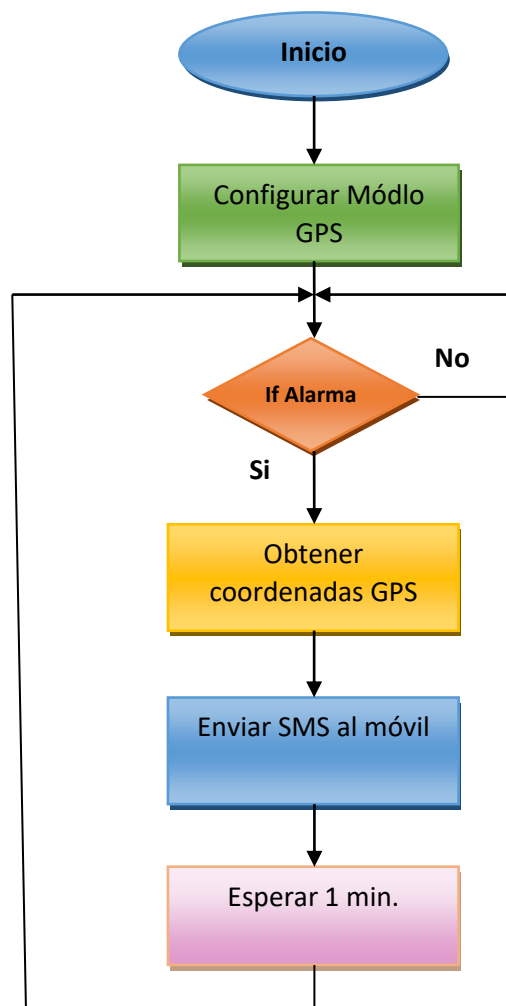 Inicio
Configurar Módlo
GPS
No
If Alarma
Si
Obtener
coordenadas GPS
Enviar SMS al móvil
Esperar 1 min.